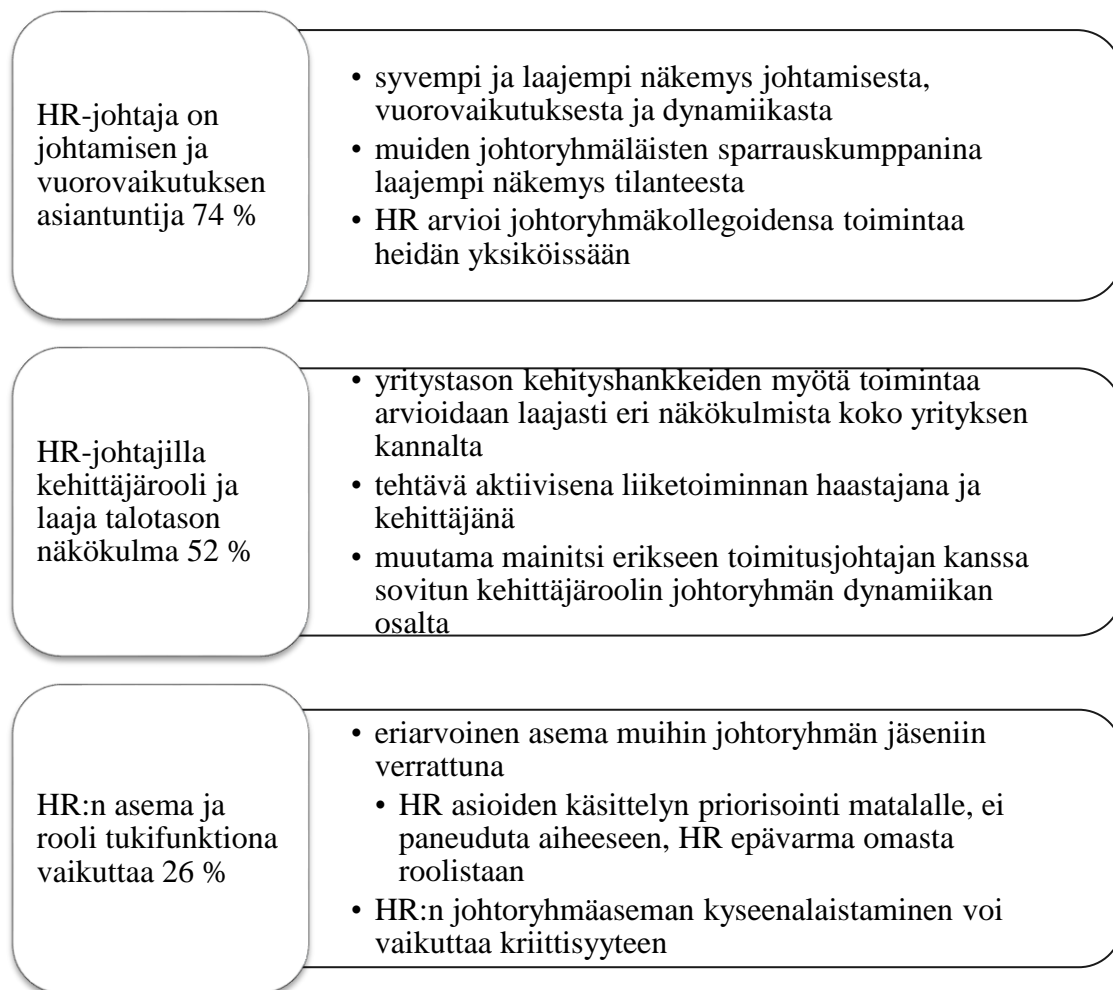 HR-johtaja on
johtamisen ja
vuorovaikutuksen
asiantuntija 74 %
• syvempi ja laajempi näkemys johtamisesta,
vuorovaikutuksesta ja dynamiikasta
• muiden johtoryhmäläisten sparrauskumppanina
laajempi näkemys tilanteesta
• HR arvioi johtoryhmäkollegoidensa toimintaa
heidän yksiköissään
HR-johtajilla
kehittäjärooli ja
laaja talotason
näkökulma 52 %
• yritystason kehityshankkeiden myötä toimintaa
arvioidaan laajasti eri näkökulmista koko yrityksen
kannalta
• tehtävä aktiivisena liiketoiminnan haastajana ja
kehittäjänä
• muutama mainitsi erikseen toimitusjohtajan kanssa
sovitun kehittäjäroolin johtoryhmän dynamiikan
osalta
HR:n asema ja
rooli tukifunktiona
vaikuttaa 26 %
• eriarvoinen asema muihin johtoryhmän jäseniin
verrattuna
• HR asioiden käsittelyn priorisointi matalalle, ei
paneuduta aiheeseen, HR epävarma omasta
roolistaan
• HR:n johtoryhmäaseman kyseenalaistaminen voi
vaikuttaa kriittisyyteen